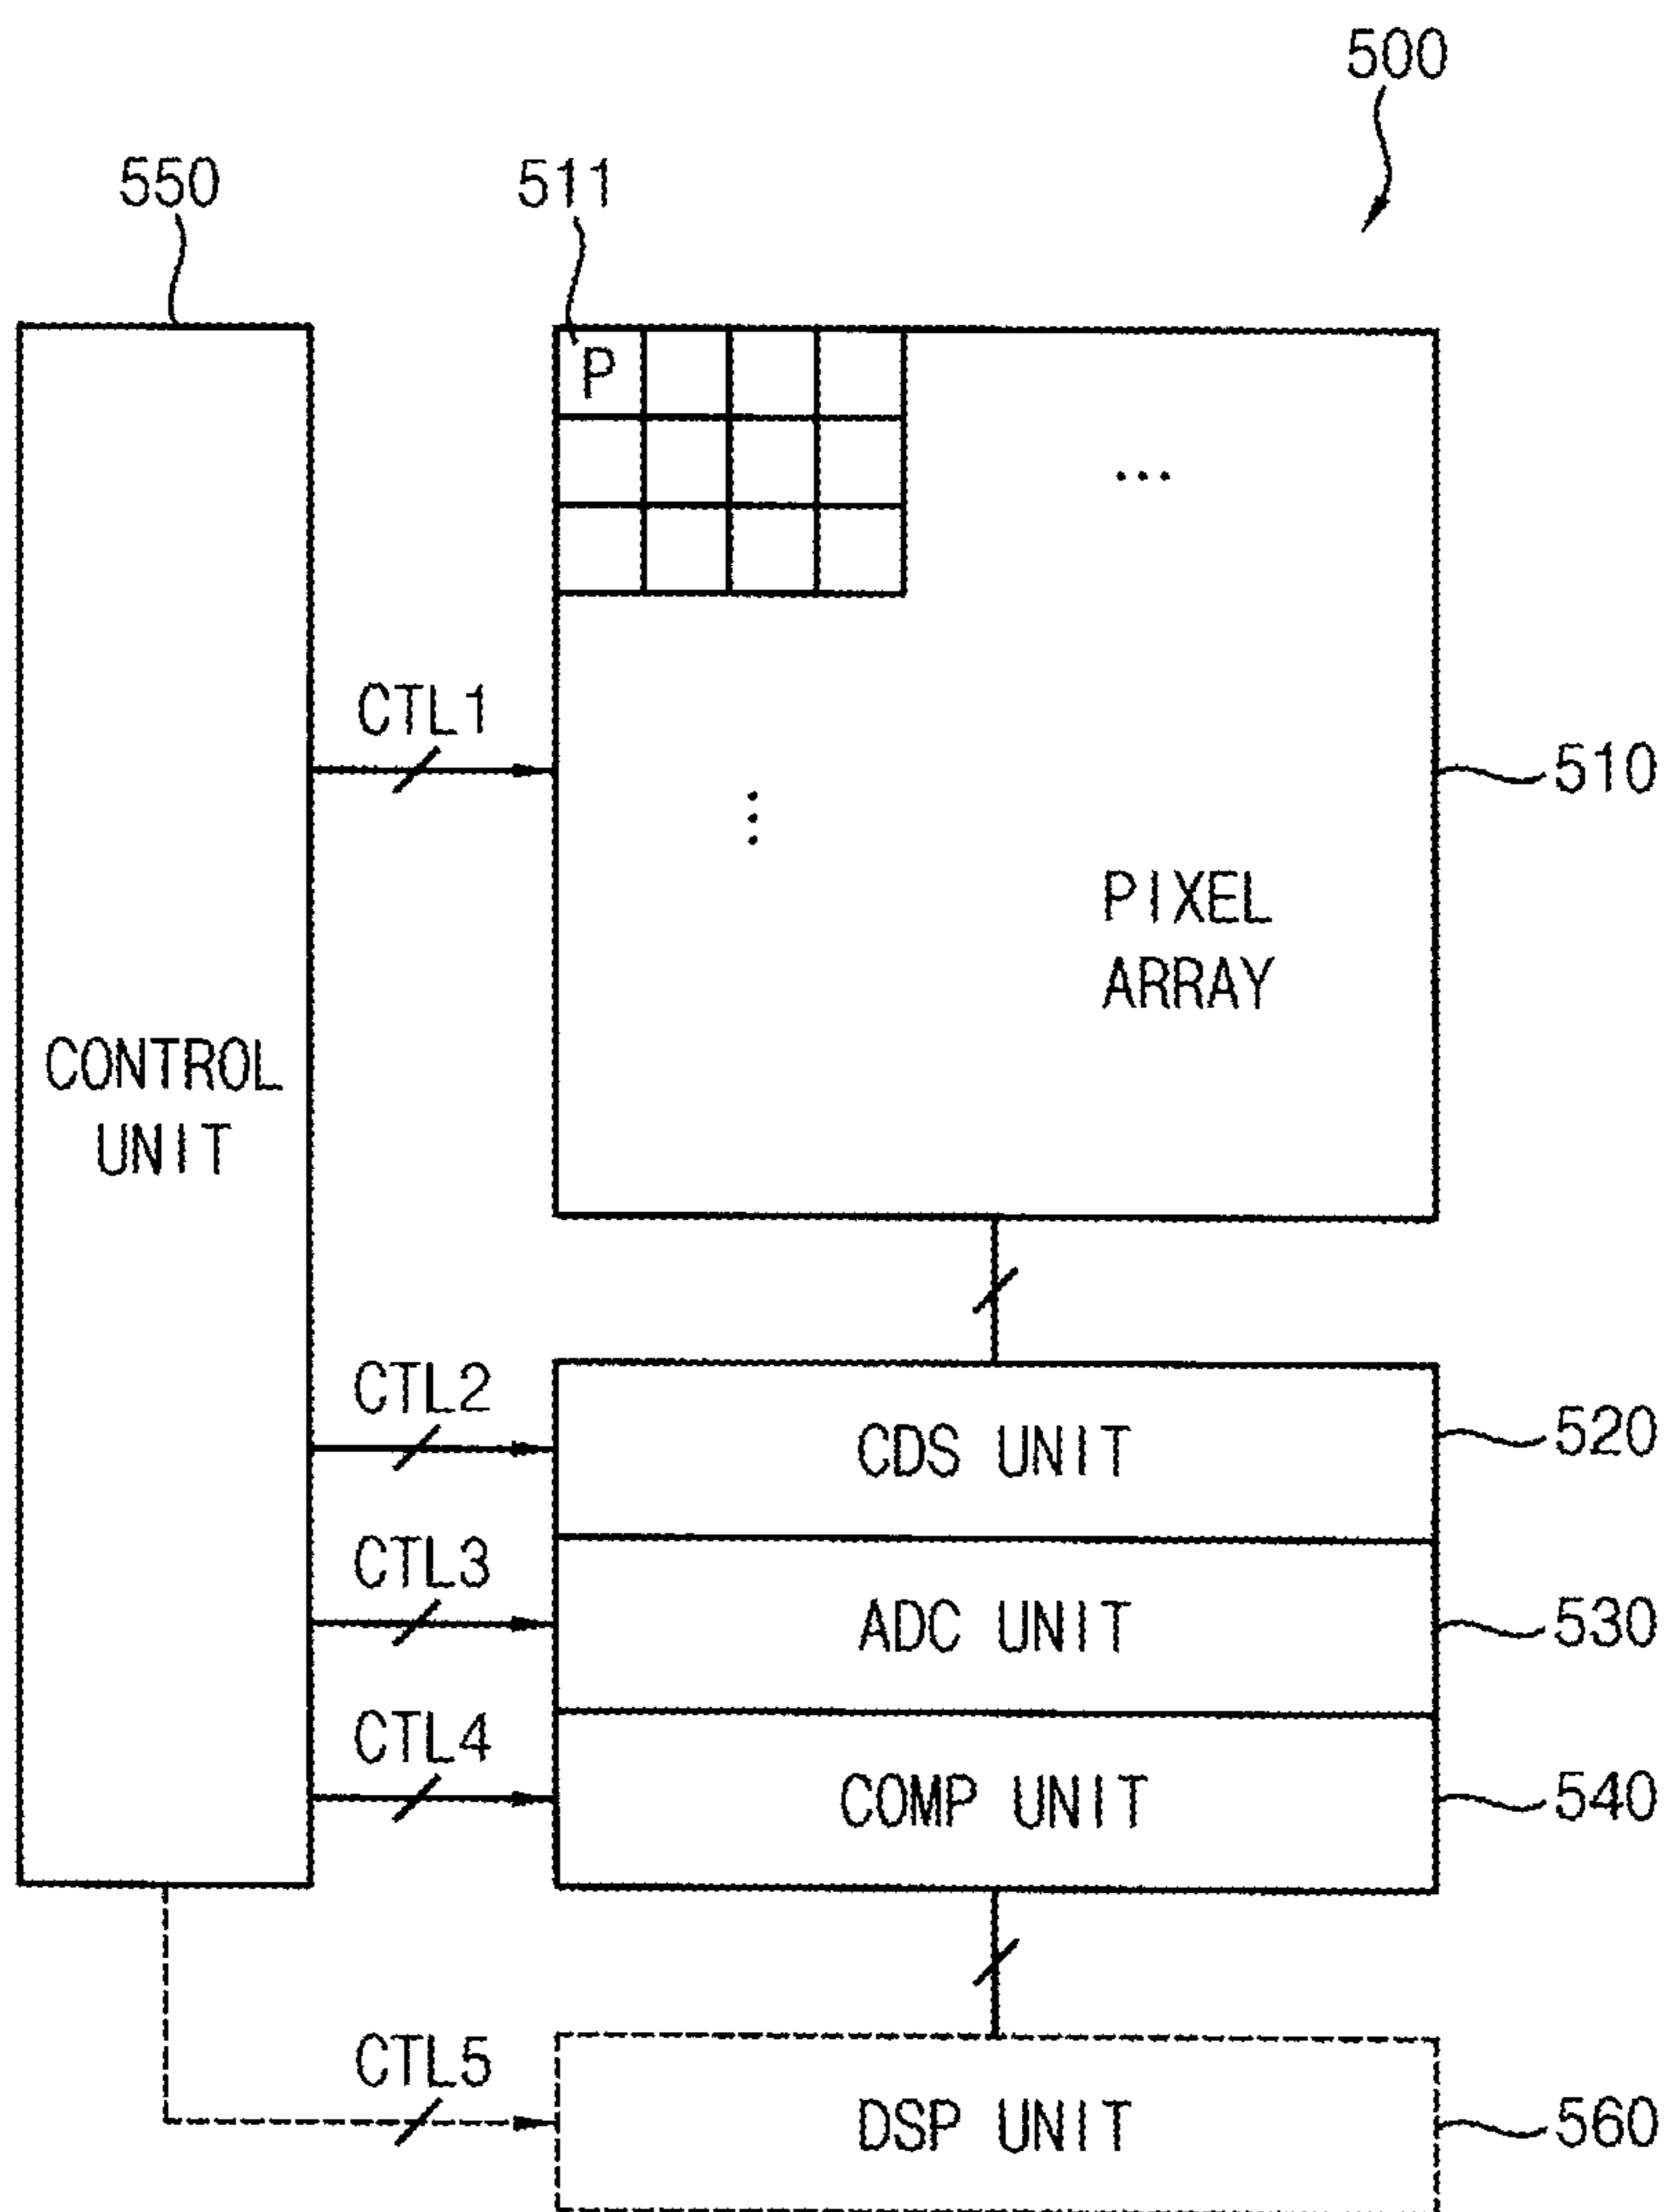 500
550
511
P
...
CTL1
510
PIXEL
ARRAY
CONTROL
UNIT
CTL2
CDS UNIT
520
CTL3
ADC UNIT
530
CTL4
COMP UNIT
540
CTL5
DSP UNIT
560